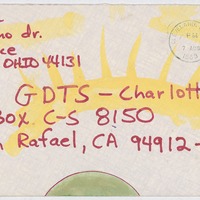 no dr.
ce
OHIO 44131
GDTS - Charlott
Box C-S 8150
Rafael, CA 94912-